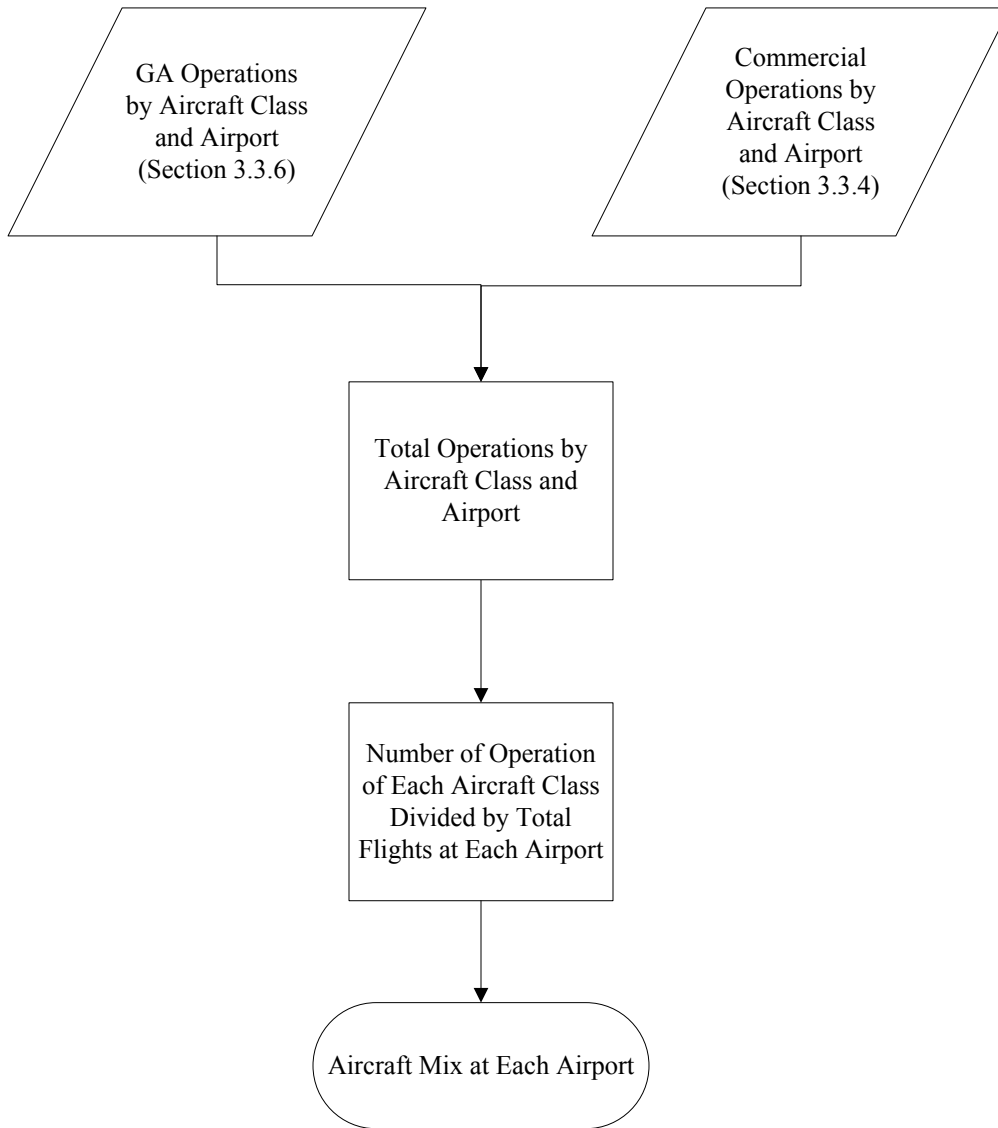 GA Operations
by Aircraft Class
and Airport
(Section 3.3.6)
Commercial
Operations by
Aircraft Class
and Airport
(Section 3.3.4)
Total Operations by
Aircraft Class and
Airport
Number of Operation
of Each Aircraft Class
Divided by Total
Flights at Each Airport
Aircraft Mix at Each Airport